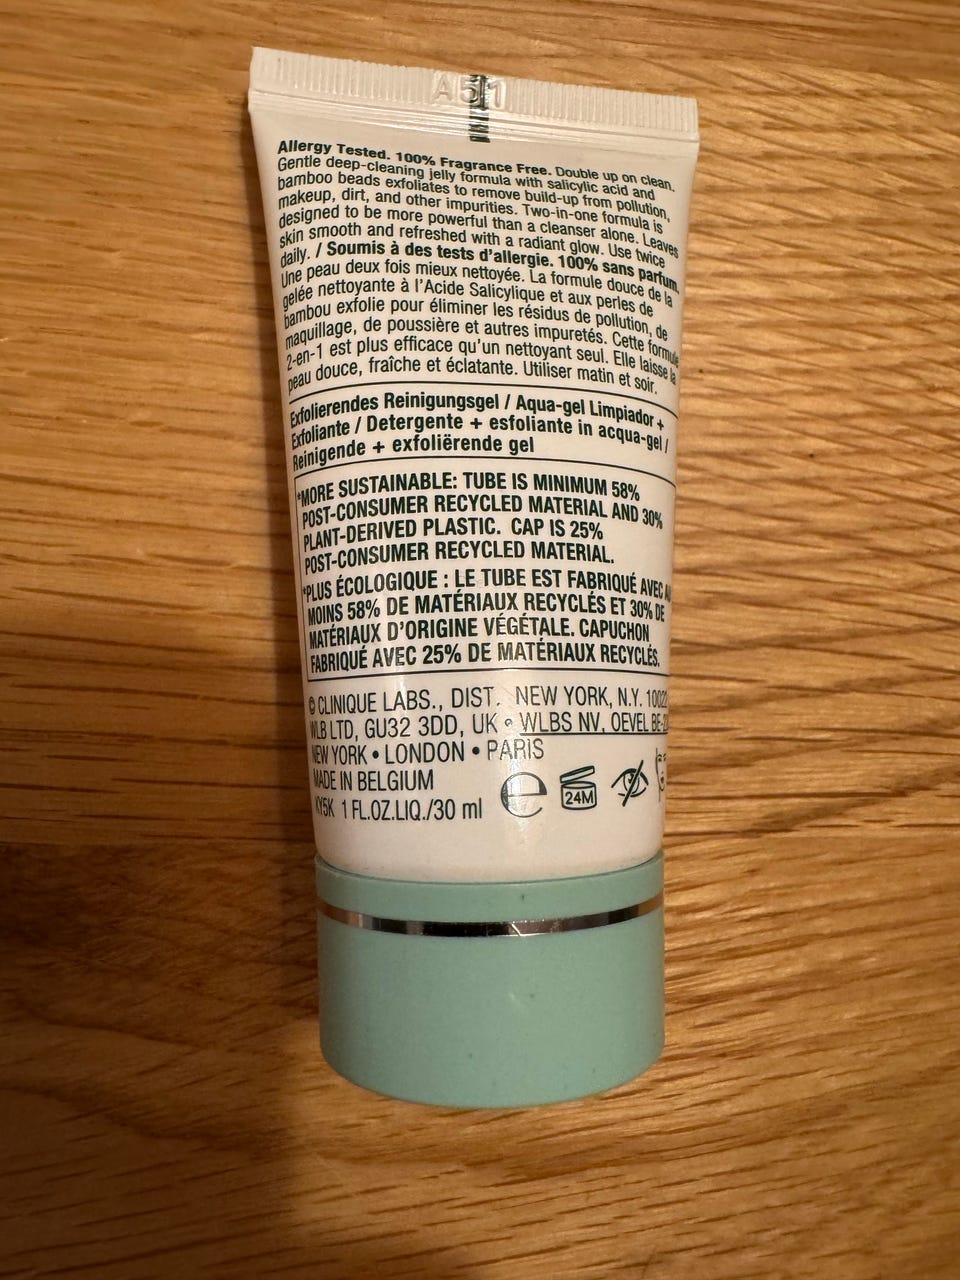 A51
Allergy Tested. 100% Fragrance Free. Double up on clean.
Gentle deep-cleaning jelly formula with salicylic acid and
bamboo beads exfoliates to remove build-up from pollution,
makeup, dirt, and other impurities. Two-in-one formula is
designed to be more powerful than a cleanser alone. Leaves
skin smooth and refreshed with a radiant glow. Use twice
daily. / Soumis à des tests d'allergie. 100% sans parfum.
Une peau deux fois mieux nettoyée. La formule douce de la
gelée nettoyante à l'Acide Salicylique et aux perles de
bambou exfolie pour éliminer les résidus de pollution, de
maquillage, de poussière et autres impuretés. Cette formule
2-en-1 est plus efficace qu'un nettoyant seul. Elle laisse la
peau douce, fraîche et éclatante. Utiliser matin et soir.
Exfolierendes Reinigungsgel / Aqua-gel Limpiador +
Exfoliante / Detergente + esfoliante in acqua-gel /
Reinigende + exfoliërende gel
*MORE SUSTAINABLE: TUBE IS MINIMUM 58%
POST-CONSUMER RECYCLED MATERIAL AND 30%
PLANT-DERIVED PLASTIC. CAP IS 25%
POST-CONSUMER RECYCLED MATERIAL.
*PLUS ÉCOLOGIQUE : LE TUBE EST FABRIQUÉ AVEC AU
MOINS 58% DE MATÉRIAUX RECYCLÉS ET 30% DE
MATÉRIAUX D'ORIGINE VÉGÉTALE. CAPUCHON
FABRIQUÉ AVEC 25% DE MATÉRIAUX RECYCLÉS.
© CLINIQUE LABS., DIST. NEW YORK, N.Y. 10022
WLB LTD, GU32 3DD, UK • WLBS NV, OEVEL
NEW YORK • LONDON • PARIS
MADE IN BELGIUM
1 FL.OZ.LIQ./30 ml e 24M